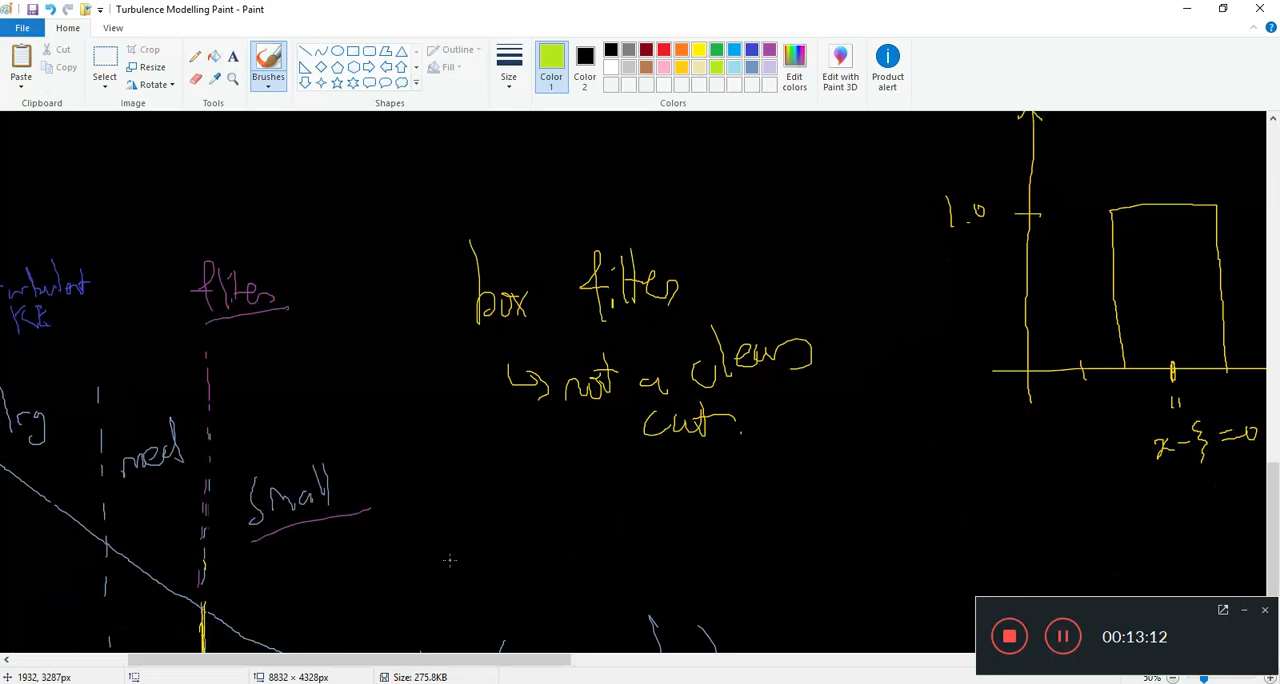 Turbulence Modelling Paint - Paint
File
Home
View
Paste
Cut
Copy
Clipboard
Select
Crop
Resize
Rotate
Image
Tools
Brushes
Shapes
Outline
Fill
Size
Color 1
Color 2
Colors
Edit colors
Edit with Paint 3D
Product alert
1.0
KE
filter
box filter
↳ not a clean
cut.
med
small
x-ξ=0
00:13:12
1932, 3287px
8832 × 4328px
Size: 275.8KB
50%